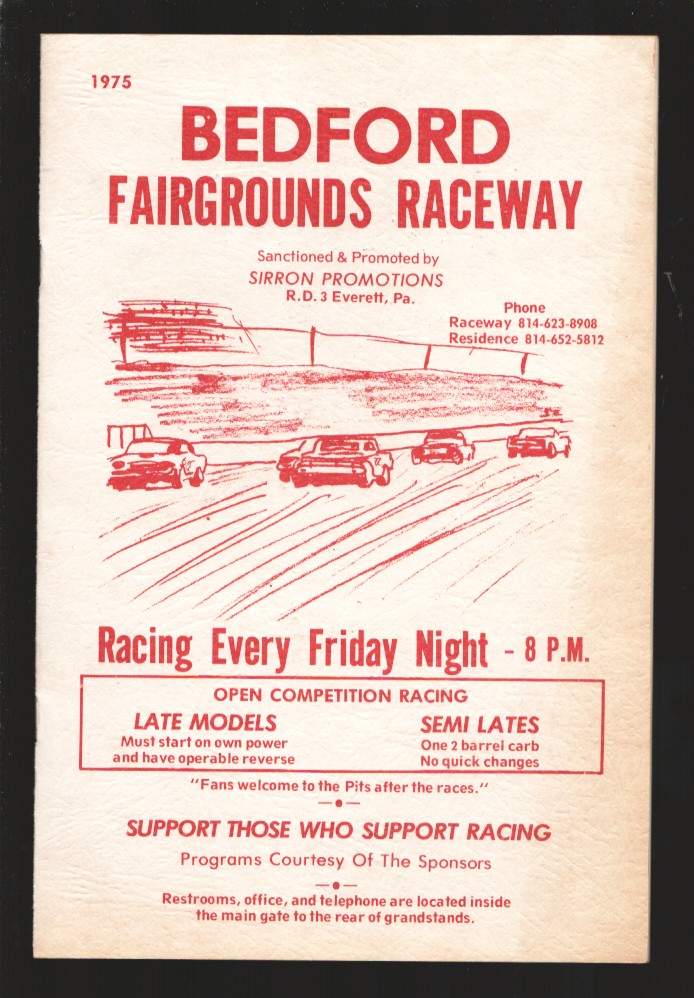 1975
BEDFORD
FAIRGROUNDS RACEWAY
Sanctioned & Promoted by
SIRRON PROMOTIONS
R.D. 3 Everett, Pa.
Phone
Raceway 814-623-8908
Residence 814-652-5812
Racing Every Friday Night - 8 P.M.
OPEN COMPETITION RACING
LATE MODELS
Must start on own power
and have operable reverse
SEMI LATES
One 2 barrel carb
No quick changes
"Fans welcome to the Pits after the races."
SUPPORT THOSE WHO SUPPORT RACING
Programs Courtesy Of The Sponsors
Restrooms, office, and telephone are located inside
the main gate to the rear of grandstands.